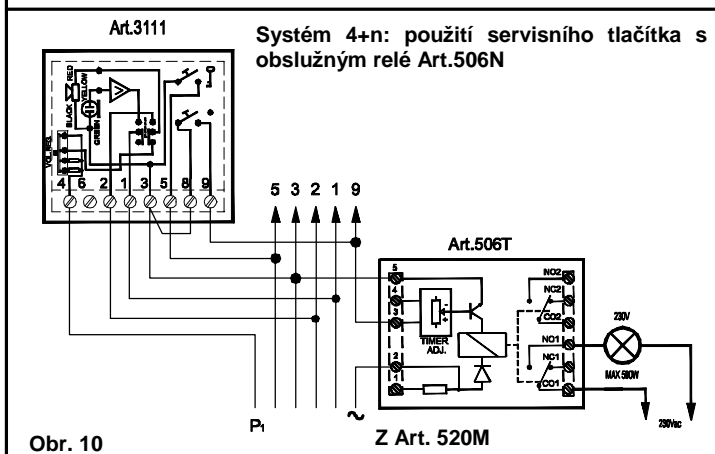 Art.3111
Systém 4+n: použití servisního tlačítka s
obslužným relé Art.506N
BLACK RED
YELLOW
GREEN
4 6 2 1 3 5 8 9
5 3 2 1 9
Art.506T
5
4
3
2
1
TIMER
ADJ.
NO2
NC2
CO2
NO1
NC1
CO1
230V
MAX 500W
230Vac
P1
~
Z Art. 520M
Obr. 10